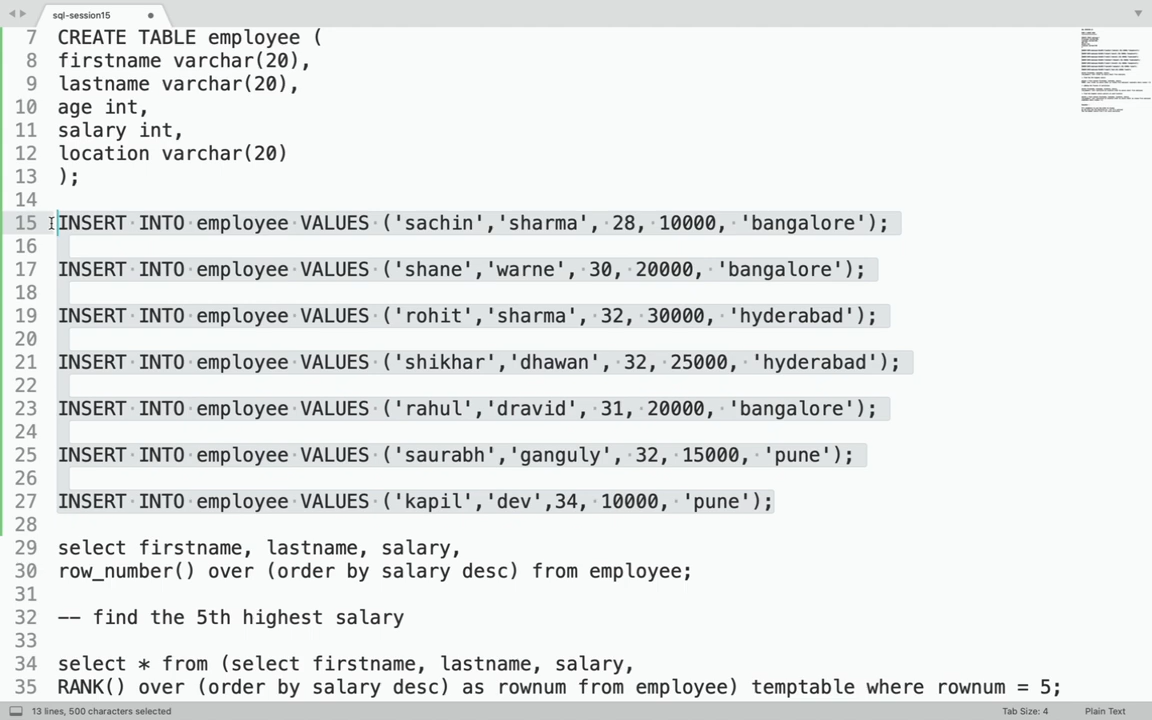 sql-session15
7 CREATE TABLE employee (
8 firstname varchar(20),
9 lastname varchar(20),
10 age int,
11 salary int,
12 location varchar(20)
13 );
14
15 INSERT INTO employee VALUES ('sachin','sharma', 28, 10000, 'bangalore');
16
17 INSERT INTO employee VALUES ('shane','warne', 30, 20000, 'bangalore');
18
19 INSERT INTO employee VALUES ('rohit','sharma', 32, 30000, 'hyderabad');
20
21 INSERT INTO employee VALUES ('shikhar','dhawan', 32, 25000, 'hyderabad');
22
23 INSERT INTO employee VALUES ('rahul','dravid', 31, 20000, 'bangalore');
24
25 INSERT INTO employee VALUES ('saurabh','ganguly', 32, 15000, 'pune');
26
27 INSERT INTO employee VALUES ('kapil','dev',34, 10000, 'pune');
28
29 select firstname, lastname, salary,
30 row_number() over (order by salary desc) from employee;
31
32 -- find the 5th highest salary
33
34 select * from (select firstname, lastname, salary,
35 RANK() over (order by salary desc) as rownum from employee) temptable where rownum = 5;
13 lines, 500 characters selected Tab Size: 4 Plain Text